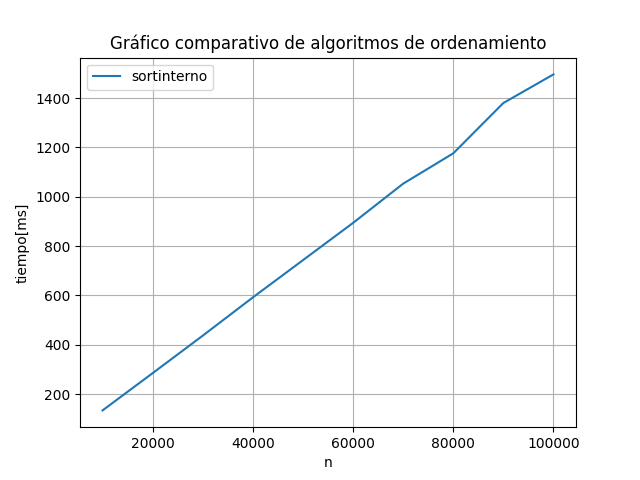 Gráfico comparativo de algoritmos de ordenamiento
sortinterno
1400
1200
1000
800
600
400
200
tiempo[ms]
20000 40000 60000 80000 100000
n